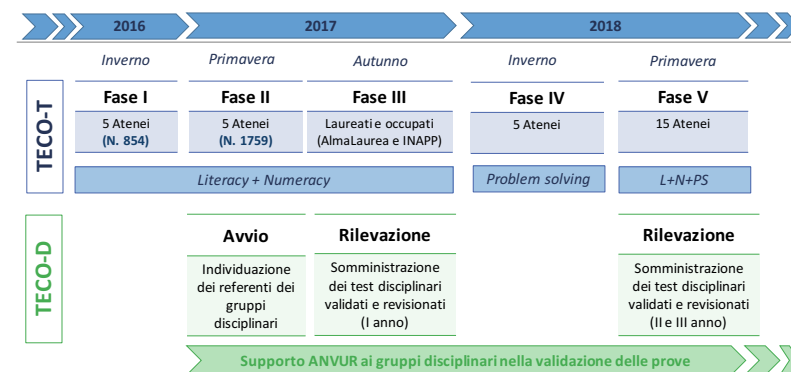 2016
2017
2018
Inverno
Primavera
Autunno
Inverno
Primavera
TECO-T
Fase I
Fase II
Fase III
Fase IV
Fase V
5 Atenei
(N. 854)
5 Atenei
(N. 1759)
Laureati e occupati
(AlmaLaurea e INAPP)
5 Atenei
15 Atenei
Literacy + Numeracy
Problem solving
L+N+PS
TECO-D
Avvio
Individuazione
dei referenti dei
gruppi
disciplinari
Rilevazione
Somministrazione
dei test disciplinari
validati e revisionati
(I anno)
Rilevazione
Somministrazione
dei test disciplinari
validati e revisionati
(II e III anno)
Supporto ANVUR ai gruppi disciplinari nella validazione delle prove